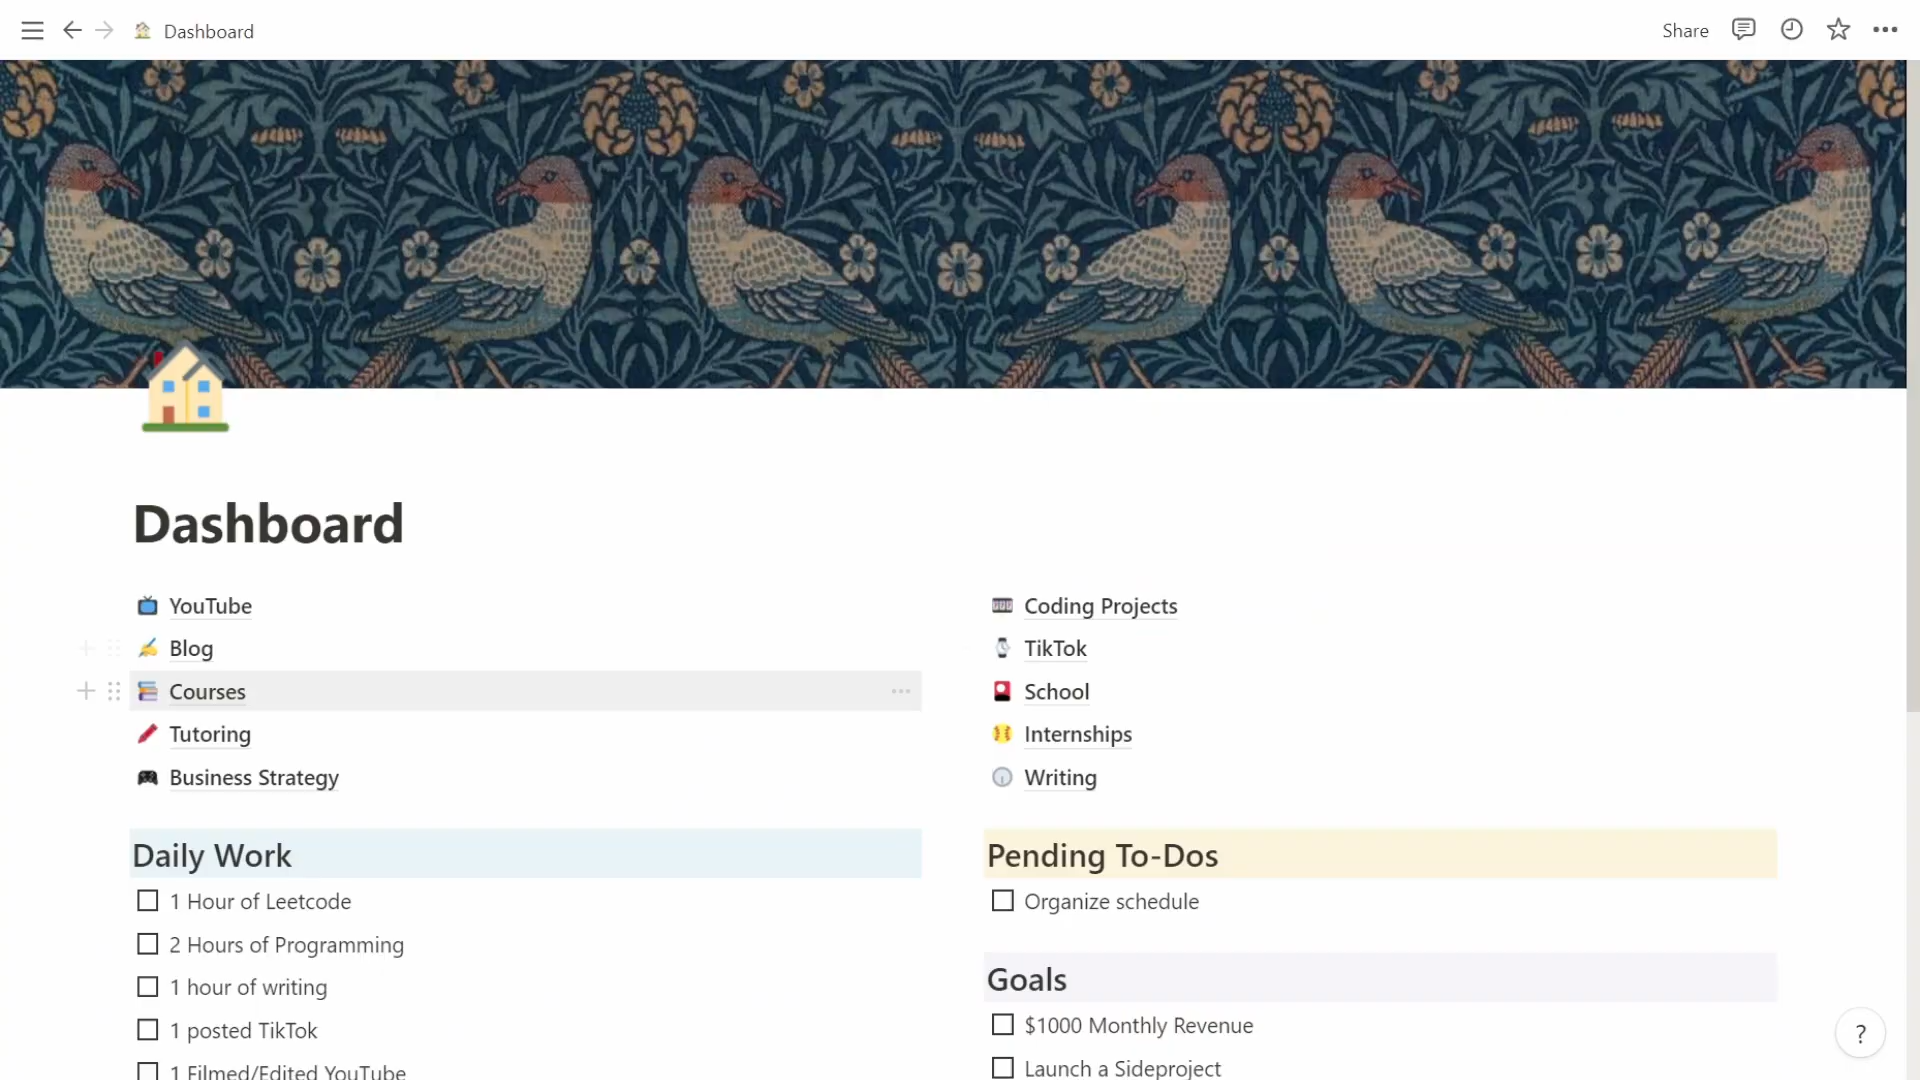 Dashboard
Share
Dashboard
YouTube
Blog
Courses
Tutoring
Business Strategy
Coding Projects
TikTok
School
Internships
Writing
Daily Work
1 Hour of Leetcode
2 Hours of Programming
1 hour of writing
1 posted TikTok
1 Filmed/Edited YouTube
Pending To-Dos
Organize schedule
Goals
$1000 Monthly Revenue
Launch a Sideproject
?